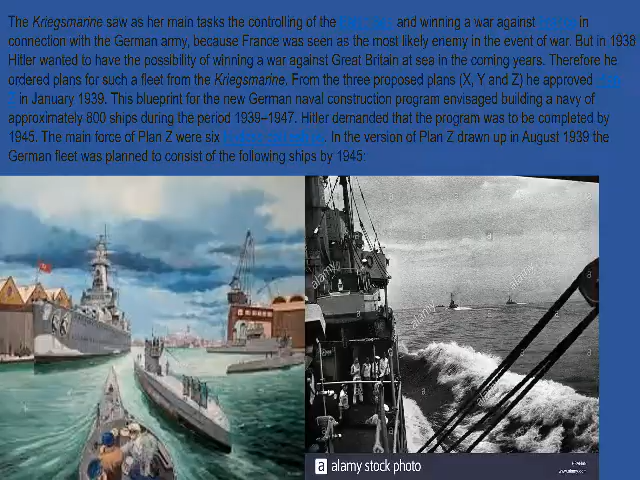 The Kriegsmarine saw as her main tasks the controlling of the and winning a war against in
connection with the German army, because France was seen as the most likely enemy in the event of war. But in 1938
Hitler wanted to have the possibility of winning a war against Great Britain at sea in the coming years. Therefore he
ordered plans for such a fleet from the Kriegsmarine. From the three proposed plans (X, Y and Z) he approved
in January 1939. This blueprint for the new German naval construction program envisaged building a navy of
approximately 800 ships during the period 1939–1947. Hitler demanded that the program was to be completed by
1945. The main force of Plan Z were six . In the version of Plan Z drawn up in August 1939 the
German fleet was planned to consist of the following ships by 1945:
alamy
alamy
alamy
a alamy stock photo